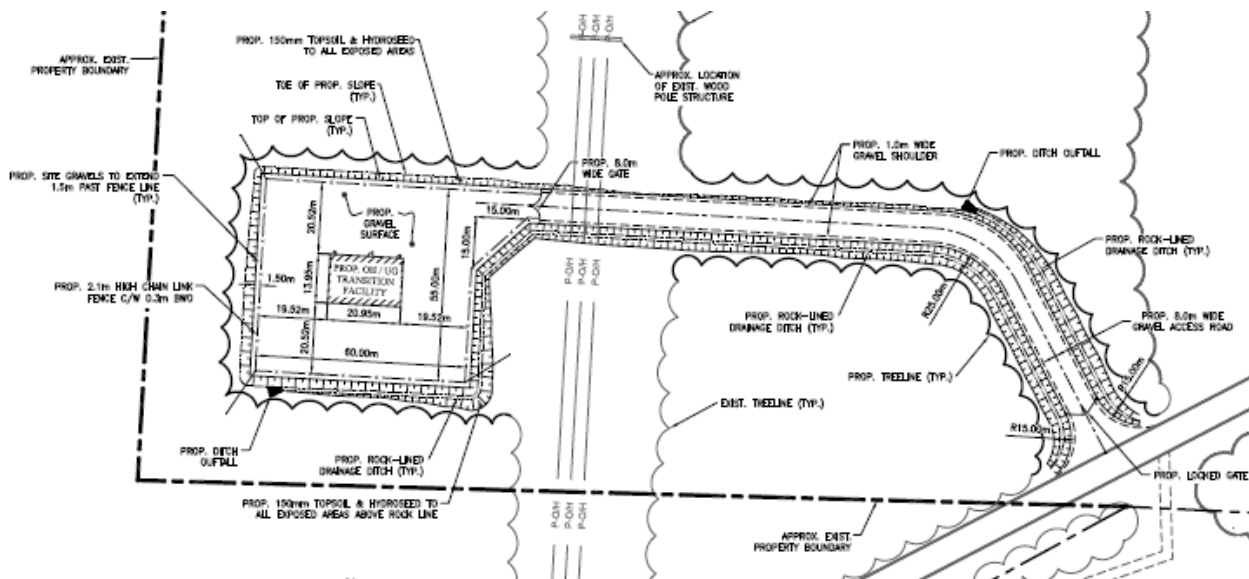 P-O/H
P-O/H
P-O/H
PROP. 150mm TOPSOIL & HYDROSEED
TO ALL EXPOSED AREAS
APPROX. EXIST.
PROPERTY BOUNDARY
APPROX. LOCATION
OF EXIST. WOOD
POLE STRUCTURE
TOE OF PROP. SLOPE
(TYP.)
TOP OF PROP. SLOPE
(TYP.)
PROP. 1.0m WIDE
GRAVEL SHOULDER
PROP. DITCH OUFTALL
PROP. 8.0m
WIDE GATE
PROP. SITE GRAVELS TO EXTEND
1.5m PAST FENCE LINE
(TYP.)
20.52m
PROP.
GRAVEL
SURFACE
15.00m
15.00m
PROP. ROCK-LINED
DRAINAGE DITCH (TYP.)
1.50m
13.95m
PROP. OH / UG
TRANSITION
FACILITY
55.00m
P-O/H
P-O/H
P-O/H
PROP. 2.1m HIGH CHAIN LINK
FENCE C/W 0.3m BWO
19.52m
20.95m
19.52m
R25.00m
PROP. ROCK-LINED
DRAINAGE DITCH (TYP.)
PROP. 8.0m WIDE
GRAVEL ACCESS ROAD
20.52m
60.00m
PROP. TREELINE (TYP.)
R15.00m
EXIST. TREELINE (TYP.)
R15.00m
PROP. DITCH
OUFTALL
PROP. ROCK-LINED
DRAINAGE DITCH (TYP.)
PROP. LOCKED GATE
PROP. 150mm TOPSOIL & HYDROSEED TO
ALL EXPOSED AREAS ABOVE ROCK LINE
P-O/H
P-O/H
P-O/H
APPROX. EXIST.
PROPERTY BOUNDARY